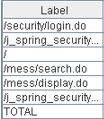 Label
/security/login.do
/j_spring_security...
/
/mess/search.do
/mess/display.do
/j_spring_security...
TOTAL